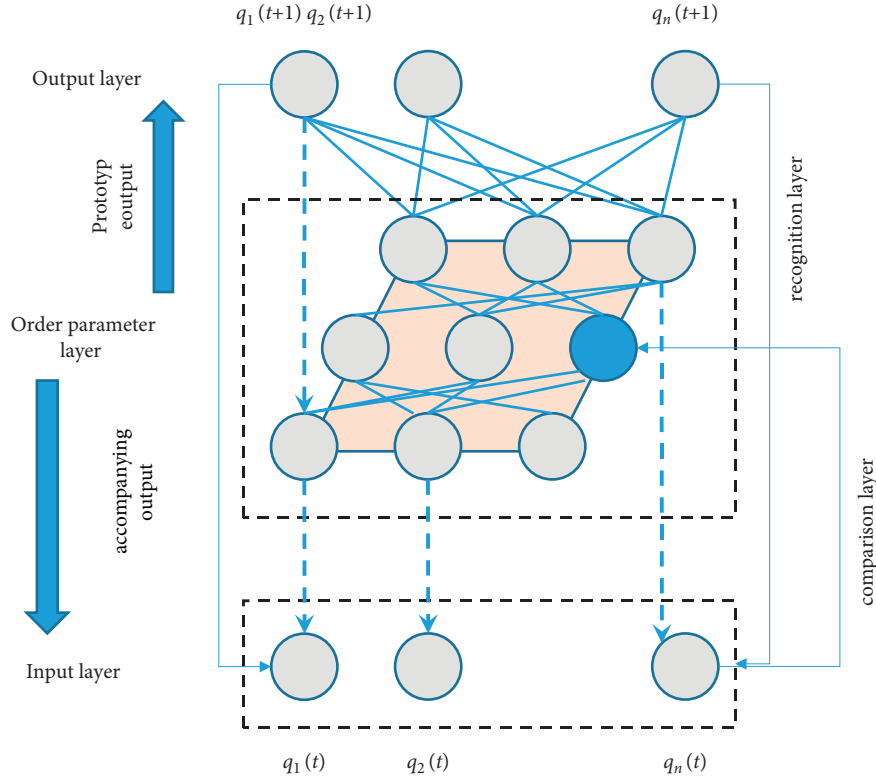 q₁(t+1) q₂(t+1)
qₙ(t+1)
Output layer
Prototyp
eoutput
recognition layer
Order parameter
layer
accompanying
output
comparison layer
Input layer
q₁(t)
q₂(t)
qₙ(t)